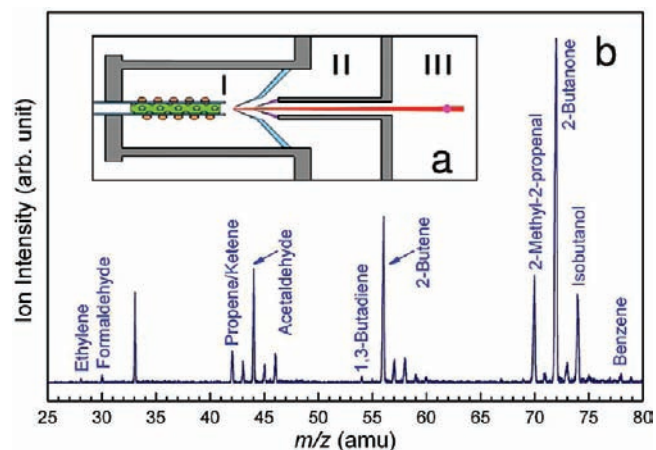 b
I II III
a
Ion Intensity (arb. unit)
Ethylene
Formaldehyde
Propene/Ketene
Acetaldehyde
1,3-Butadiene
2-Butene
2-Methyl-2-propenal
2-Butanone
Isobutanol
Benzene
25 30 35 40 45 50 55 60 65 70 75 80
m/z (amu)